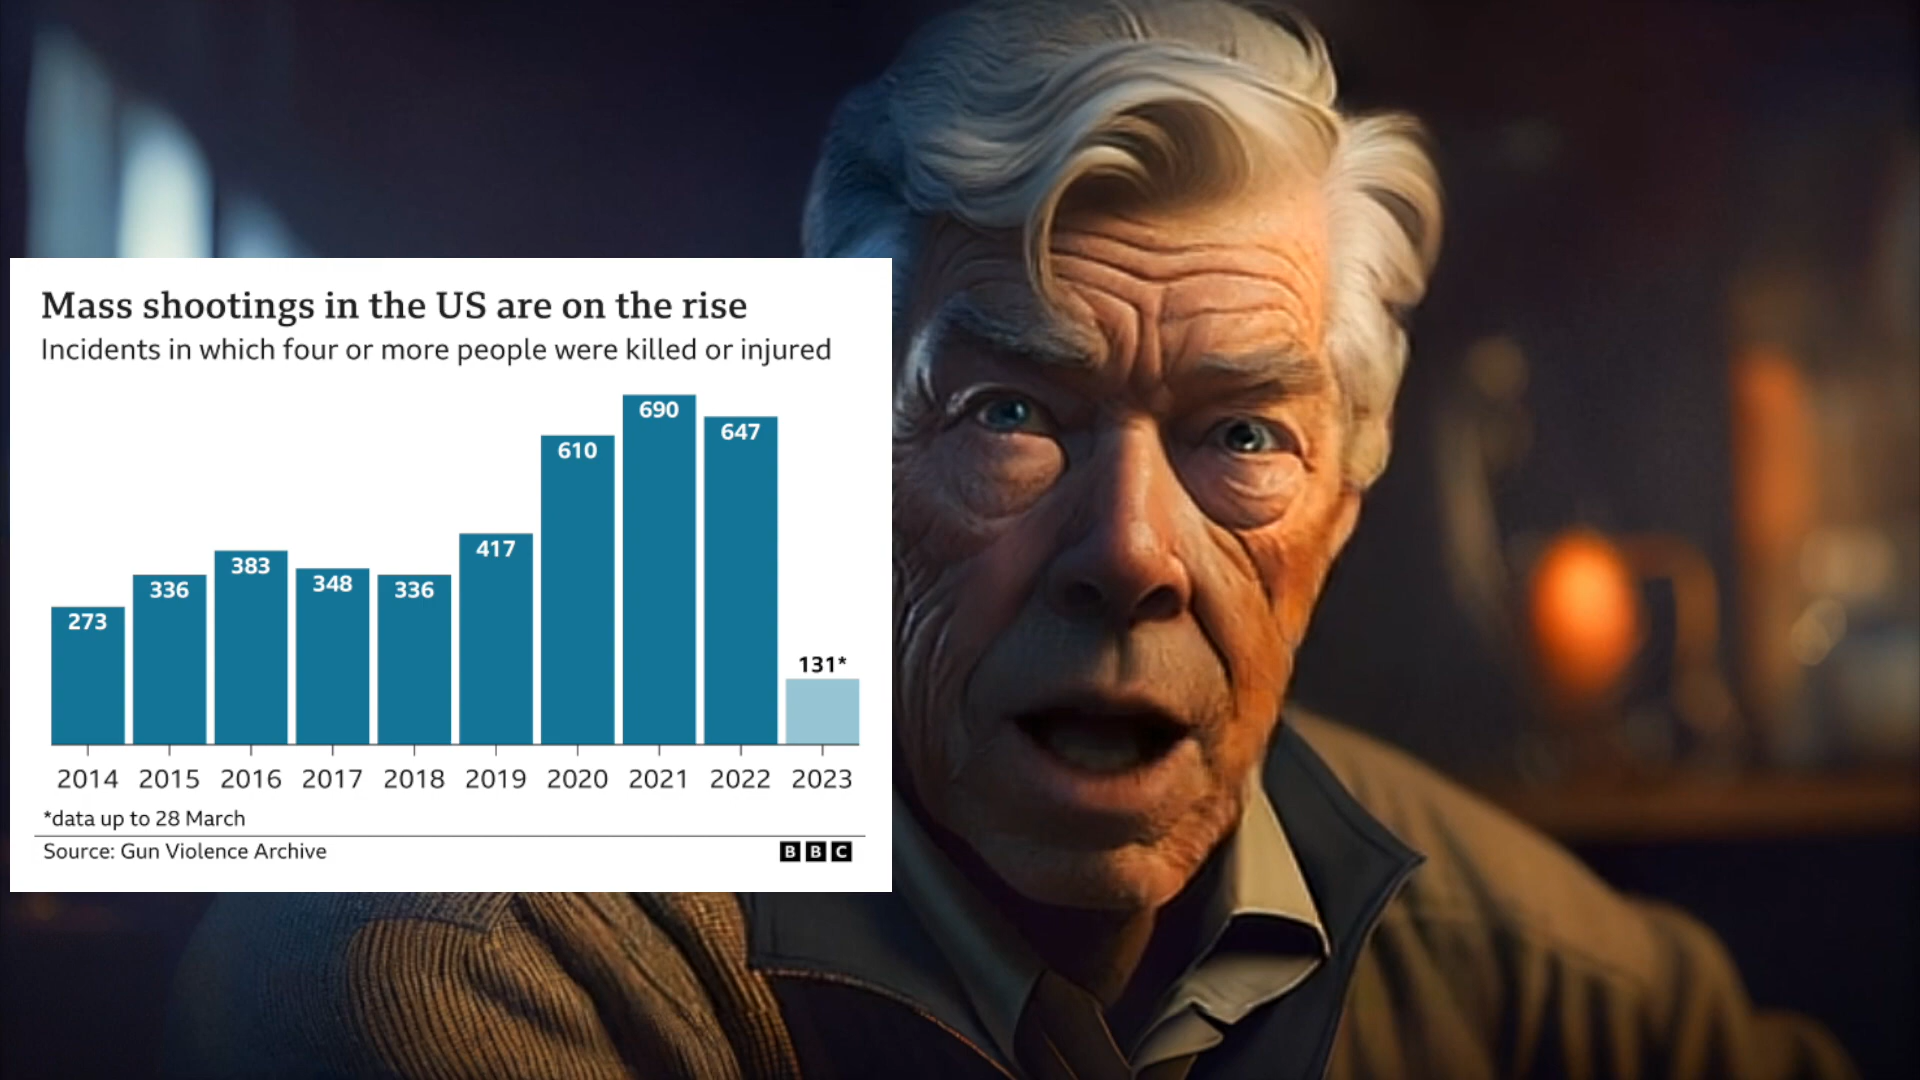 Mass shootings in the US are on the rise
Incidents in which four or more people were killed or injured
273
336
383
348
336
417
610
690
647
131*
2014 2015 2016 2017 2018 2019 2020 2021 2022 2023
*data up to 28 March
Source: Gun Violence Archive
BBC